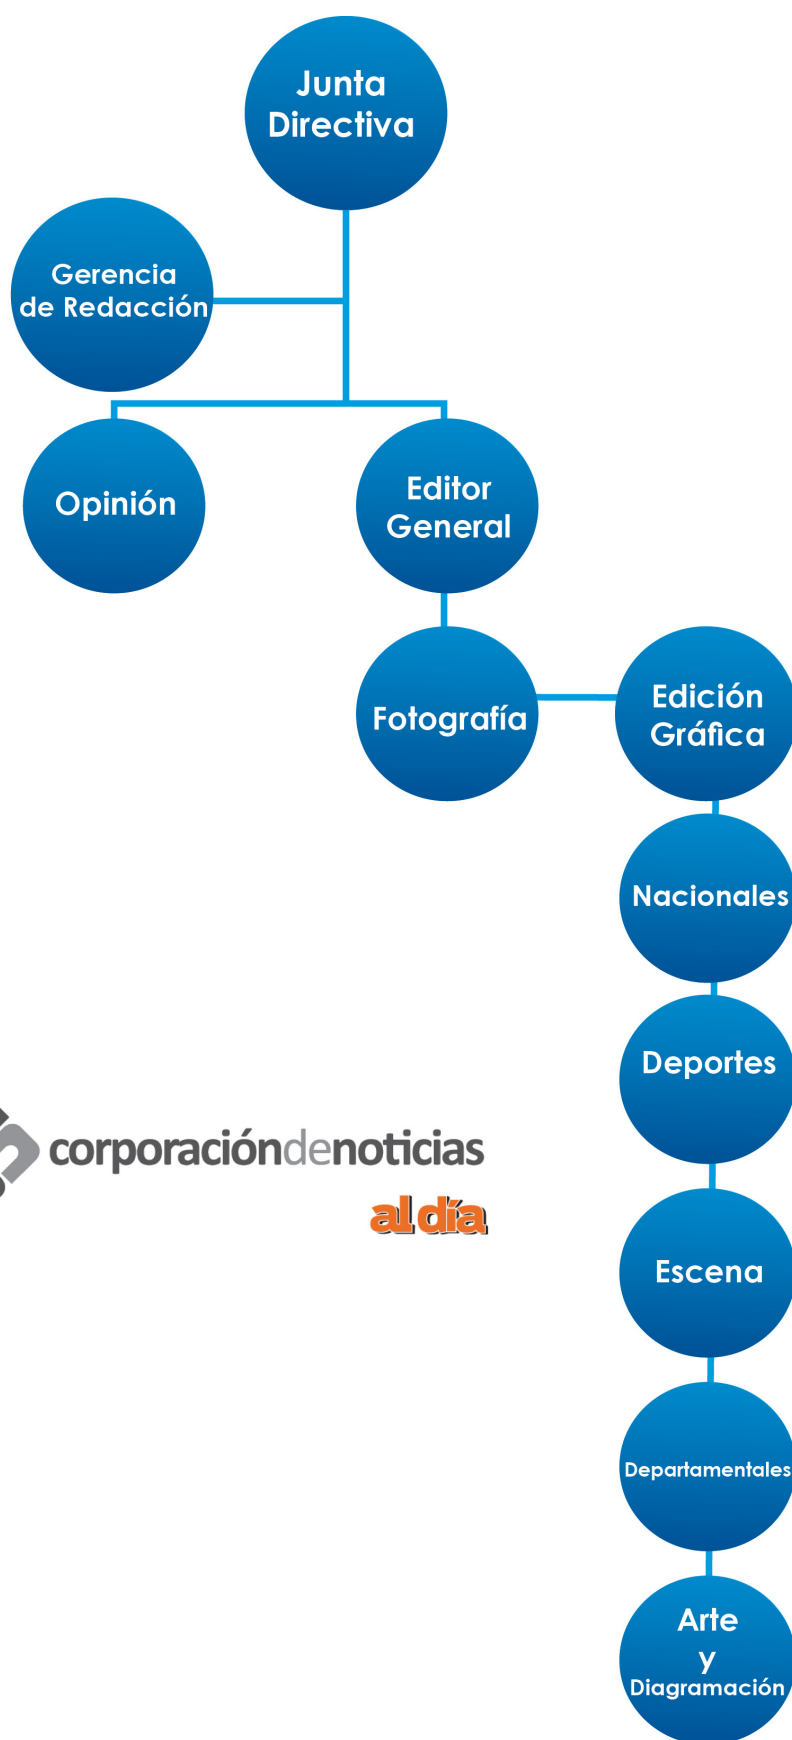 Junta
Directiva
Gerencia
de Redacción
Opinión
Editor
General
Fotografía
Edición
Gráfica
Nacionales
Deportes
corporacióndenoticias
al día
Escena
Departamentales
Arte
y
Diagramación